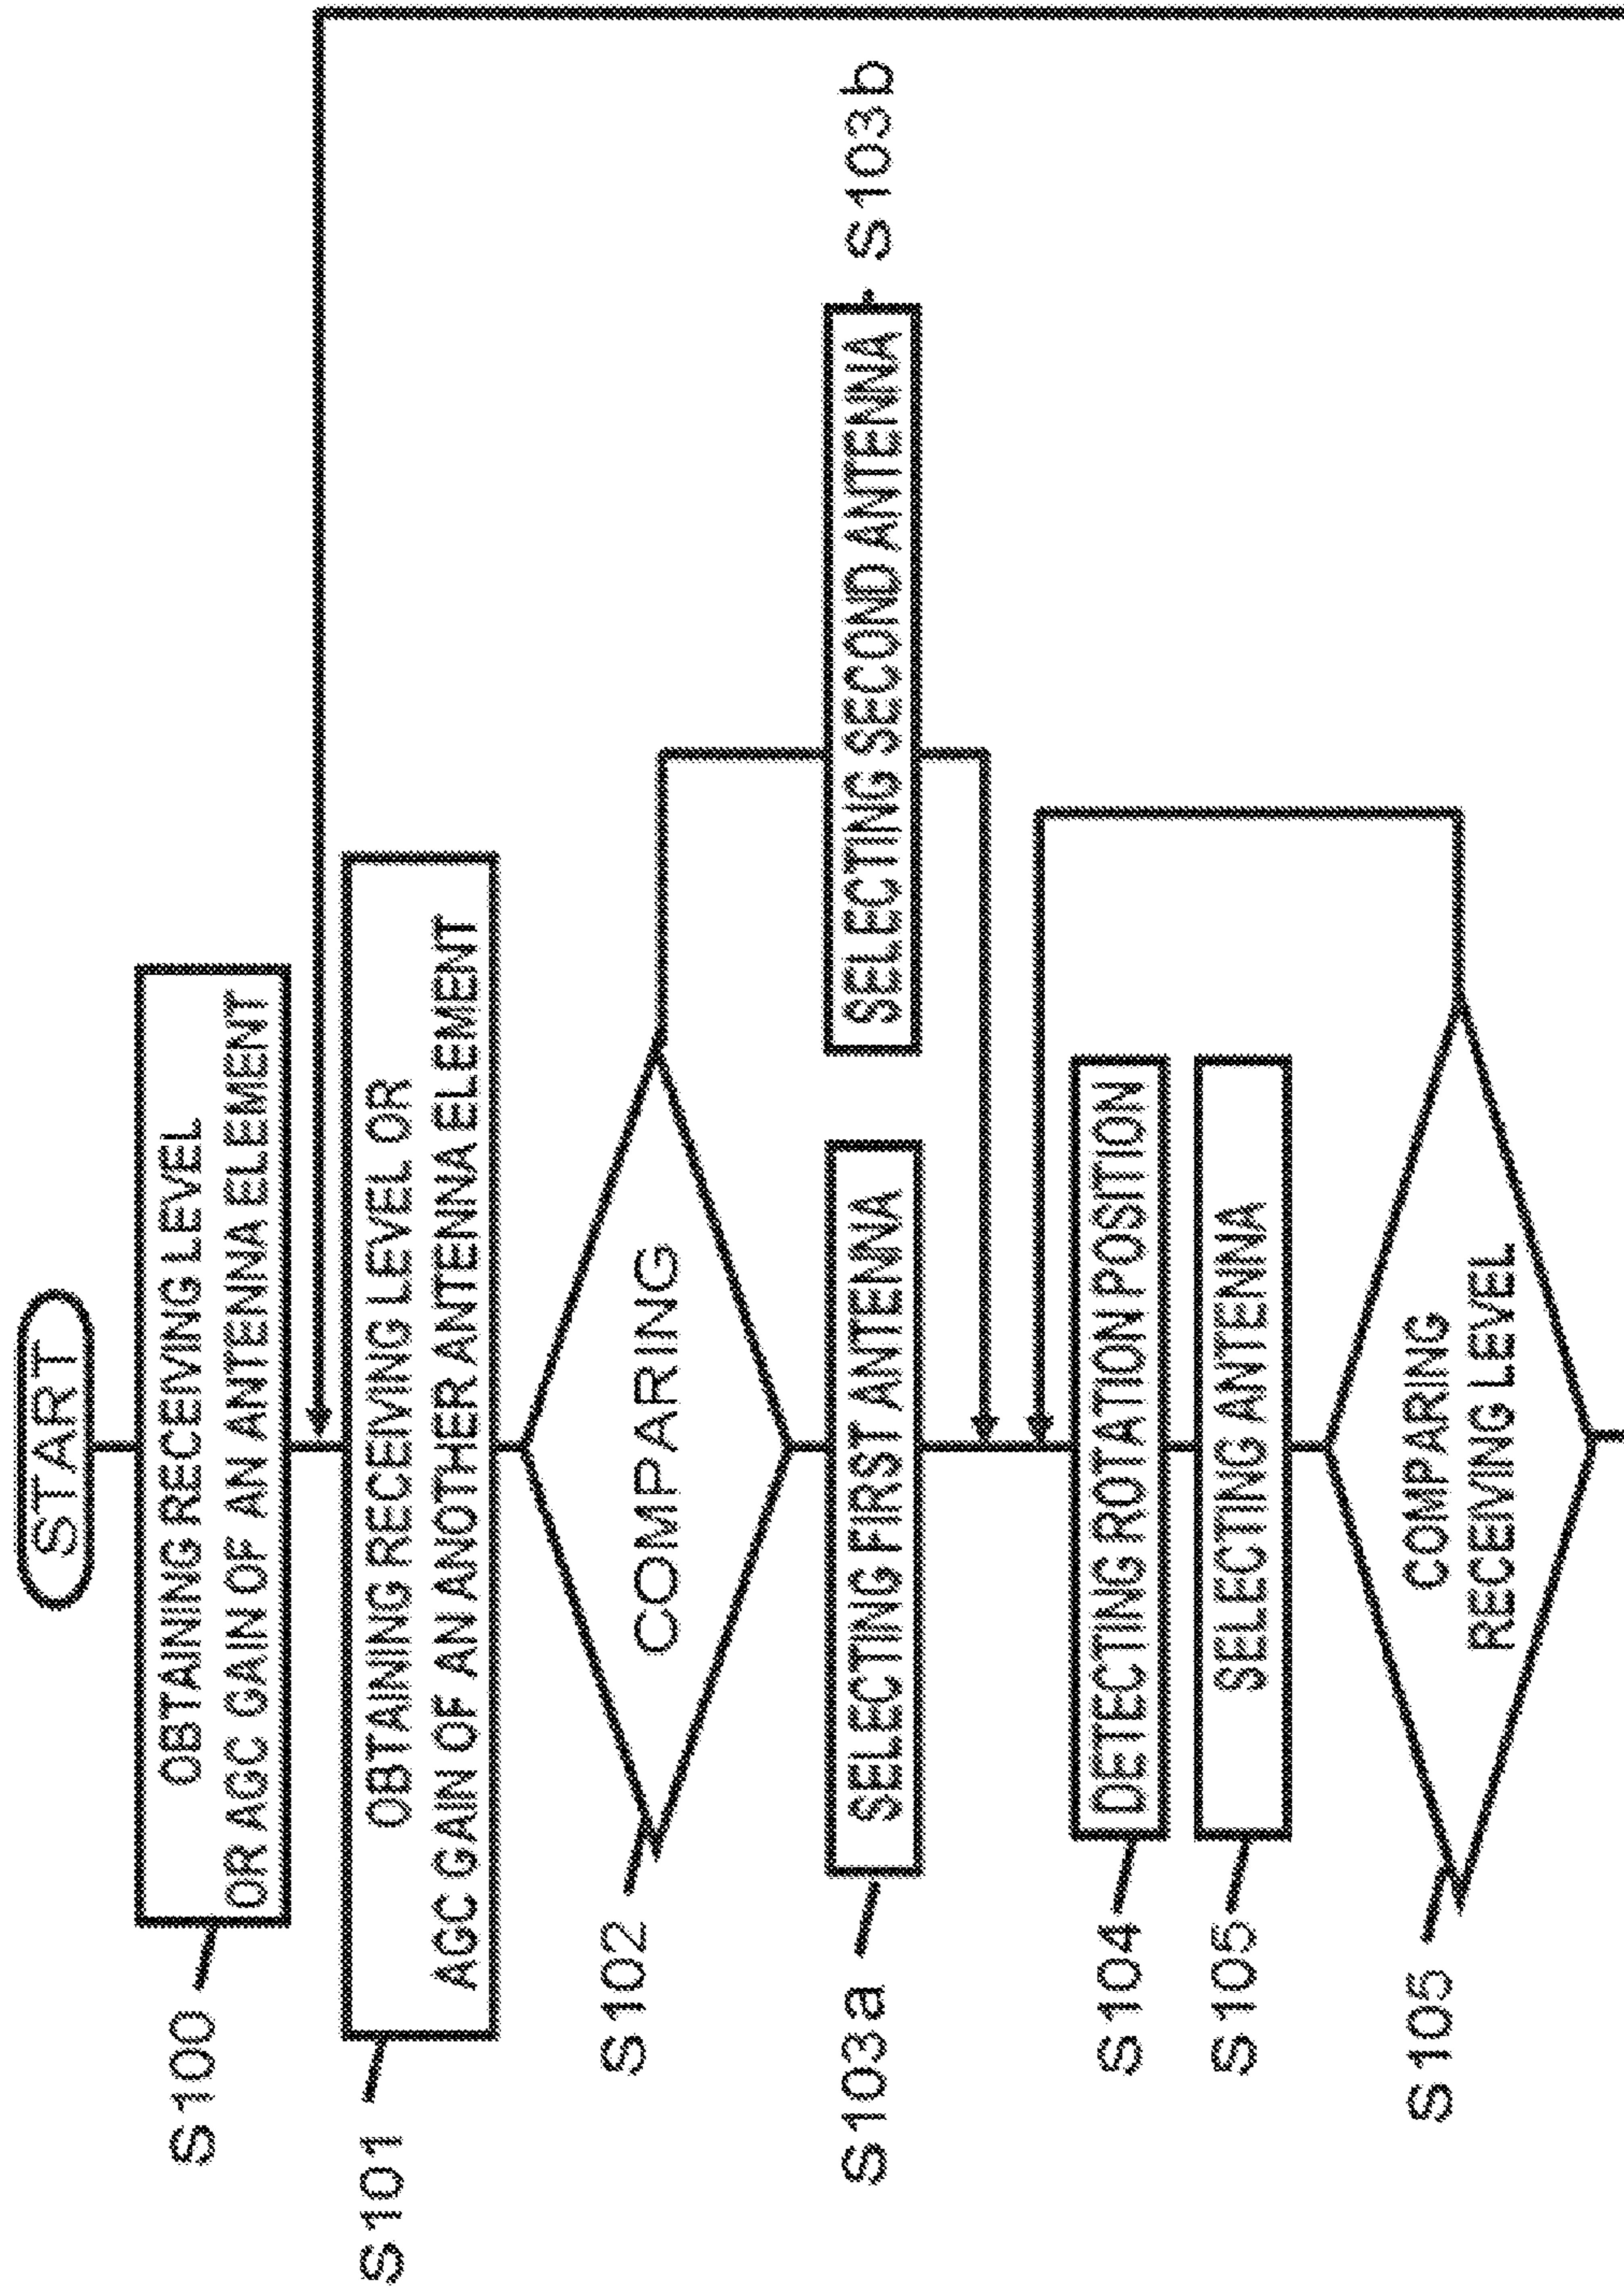 START
S100
OBTAINING RECEIVING LEVEL
OR AGC GAIN OF AN ANTENNA ELEMENT
S101
OBTAINING RECEIVING LEVEL OR
AGC GAIN OF AN ANOTHER ANTENNA ELEMENT
S102
COMPARING
S103a
SELECTING FIRST ANTENNA
SELECTING SECOND ANTENNA
S103b
S104
DETECTING ROTATION POSITION
S105
SELECTING ANTENNA
S105
COMPARING
RECEIVING LEVEL